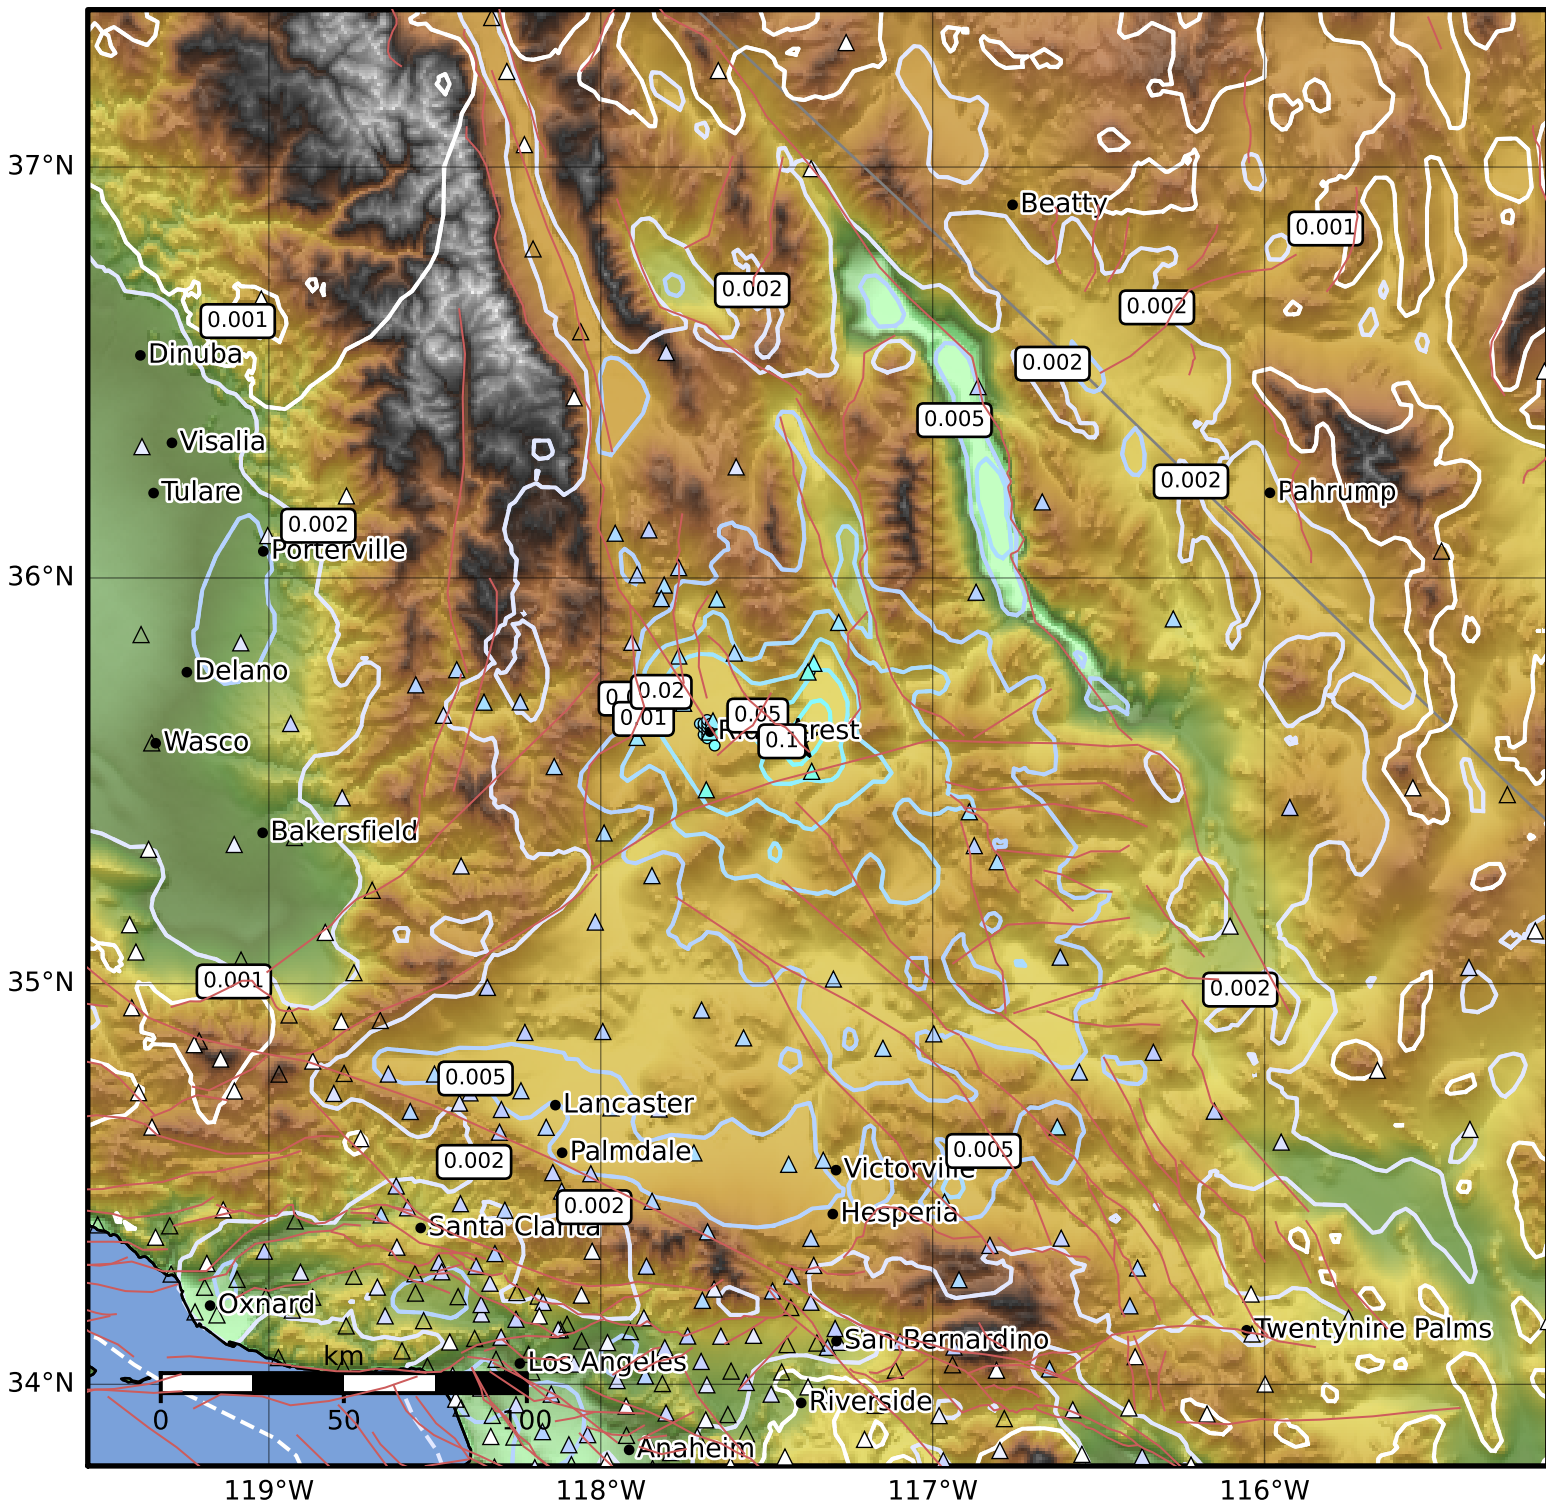 37°N
Beatty
0.001
0.002
0.002
0.001
Dinuba
0.002
0.005
Visalia
0.002
Tulare
Pahrump
0.002
Porterville
36°N
Delano
0.02
0.01
0.05
0.1
Wasco
Bakersfield
35°N
0.001
0.002
0.005
Lancaster
0.002
Palmdale
0.005
Victorville
0.002
Hesperia
Santa Clarita
Oxnard
Twentynine Palms
San Bernardino
km
Los Angeles
34°N
Riverside
0 50 100
Anaheim
119°W 118°W 117°W 116°W